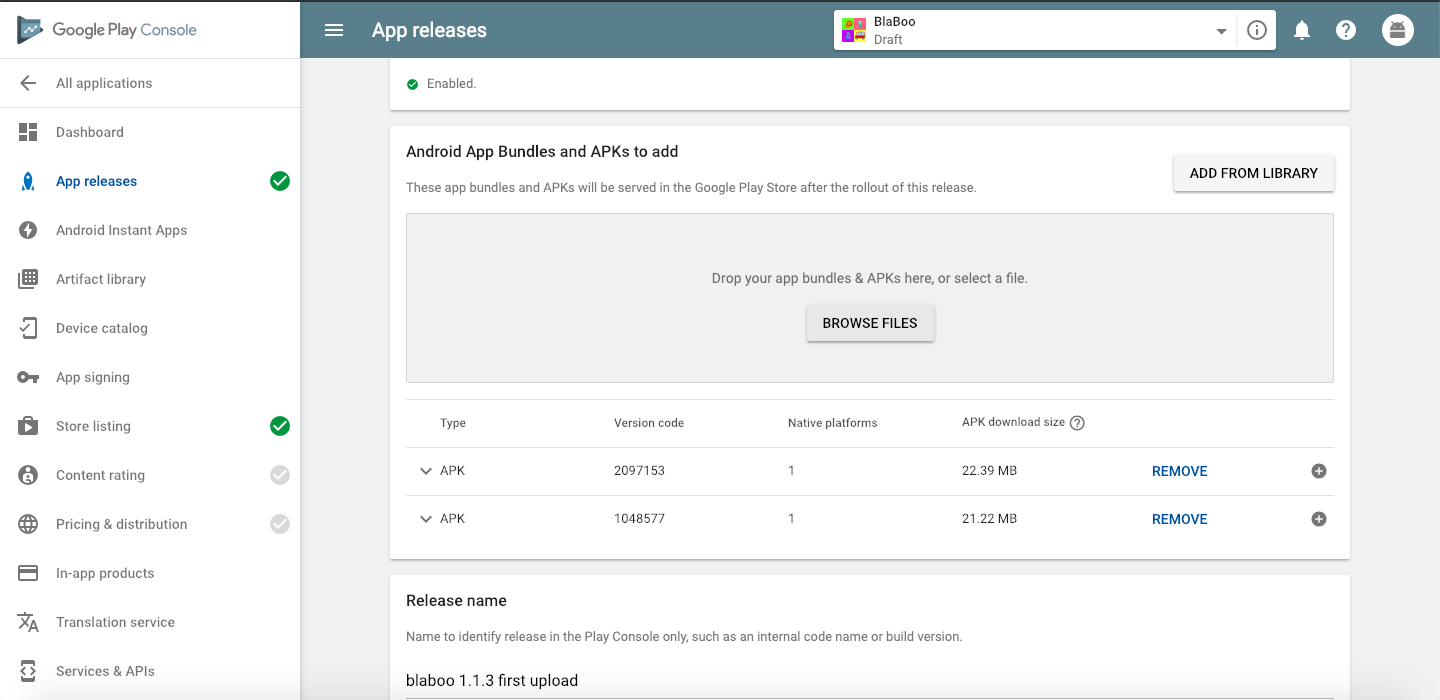 Google Play Console
App releases
BlaBoo
Draft
All applications
Dashboard
App releases
Android Instant Apps
Artifact library
Device catalog
App signing
Store listing
Content rating
Pricing & distribution
In-app products
Translation service
Services & APIs
Enabled.
Android App Bundles and APKs to add
These app bundles and APKs will be served in the Google Play Store after the rollout of this release.
ADD FROM LIBRARY
Drop your app bundles & APKs here, or select a file.
BROWSE FILES
Type Version code Native platforms APK download size
APK 2097153 1 22.39 MB REMOVE
APK 1048577 1 21.22 MB REMOVE
Release name
Name to identify release in the Play Console only, such as an internal code name or build version.
blaboo 1.1.3 first upload